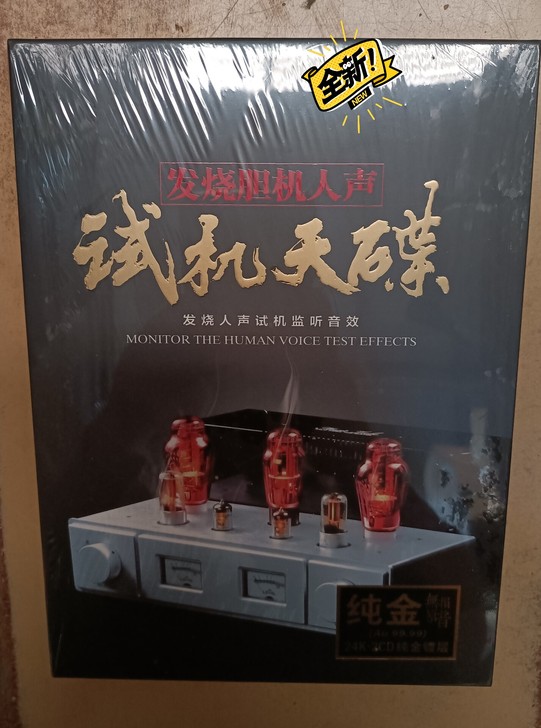 全新!
NEW
发烧胆机人声
试机天碟
发烧人声试机监听音效
MONITOR THE HUMAN VOICE TEST EFFECTS
纯金